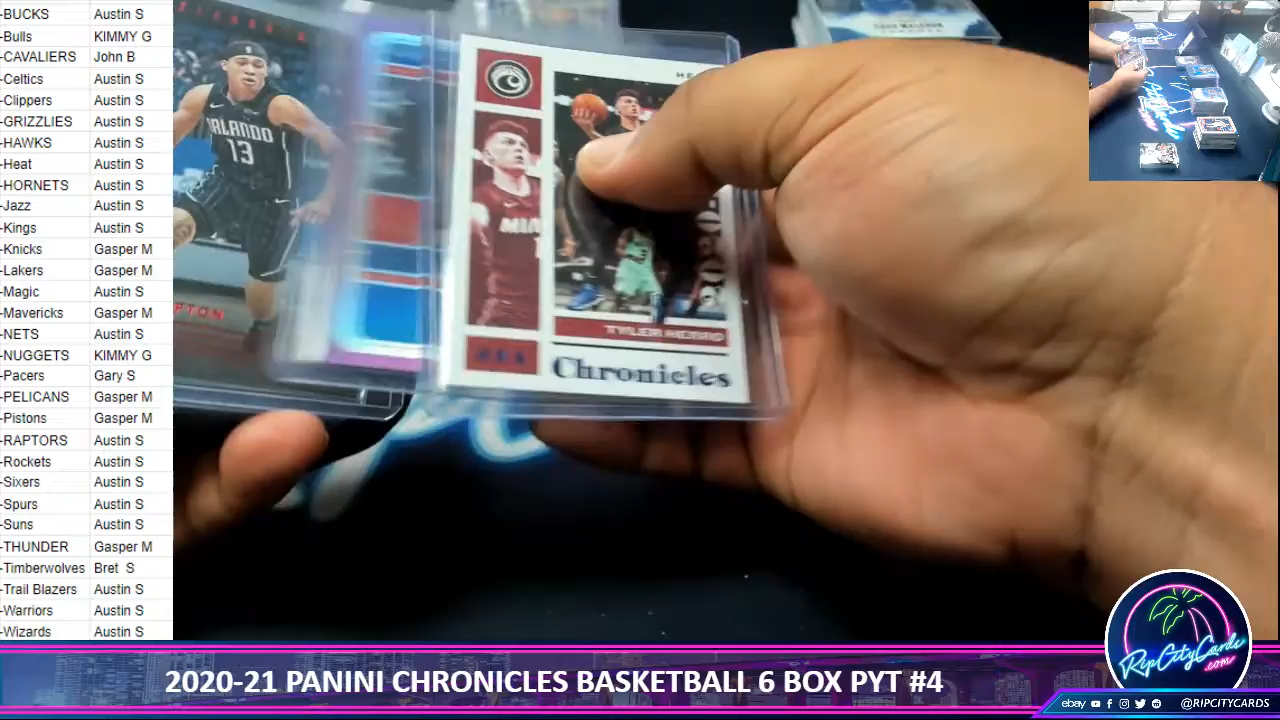 -BUCKS Austin S
-Bulls KIMMY G
-CAVALIERS John B
-Celtics Austin S
-Clippers Austin S
-GRIZZLIES Austin S
-HAWKS Austin S
-Heat Austin S
-HORNETS Austin S
-Jazz Austin S
-Kings Austin S
-Knicks Gasper M
-Lakers Gasper M
-Magic Austin S
-Mavericks Gasper M
-NETS Austin S
-NUGGETS KIMMY G
-Pacers Gary S
-PELICANS Gasper M
-Pistons Gasper M
-RAPTORS Austin S
-Rockets Austin S
-Sixers Austin S
-Spurs Austin S
-Suns Austin S
-THUNDER Gasper M
-Timberwolves Bret S
-Trail Blazers Austin S
-Warriors Austin S
-Wizards Austin S
ORLANDO
13
TYLER HERRO
Chronicles
RipCityCards
.com
2020-21 PANINI CHRONICLES BASKETBALL 6 BOX PYT #4
ebay @RIPCITYCARDS